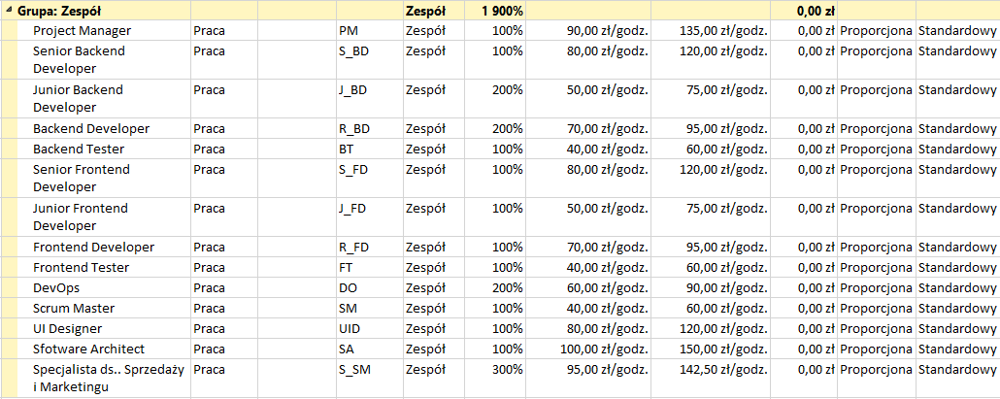 Grupa: Zespół Zespół 1 900% 0,00 zł
Project Manager Praca PM Zespół 100% 90,00 zł/godz. 135,00 zł/godz. 0,00 zł Proporcjona Standardowy
Senior Backend Praca S_BD Zespół 100% 80,00 zł/godz. 120,00 zł/godz. 0,00 zł Proporcjona Standardowy
Developer
Junior Backend Praca J_BD Zespół 200% 50,00 zł/godz. 75,00 zł/godz. 0,00 zł Proporcjona Standardowy
Developer
Backend Developer Praca R_BD Zespół 200% 70,00 zł/godz. 95,00 zł/godz. 0,00 zł Proporcjona Standardowy
Backend Tester Praca BT Zespół 100% 40,00 zł/godz. 60,00 zł/godz. 0,00 zł Proporcjona Standardowy
Senior Frontend Praca S_FD Zespół 100% 80,00 zł/godz. 120,00 zł/godz. 0,00 zł Proporcjona Standardowy
Developer
Junior Frontend Praca J_FD Zespół 100% 50,00 zł/godz. 75,00 zł/godz. 0,00 zł Proporcjona Standardowy
Developer
Frontend Developer Praca R_FD Zespół 100% 70,00 zł/godz. 95,00 zł/godz. 0,00 zł Proporcjona Standardowy
Frontend Tester Praca FT Zespół 100% 40,00 zł/godz. 60,00 zł/godz. 0,00 zł Proporcjona Standardowy
DevOps Praca DO Zespół 200% 60,00 zł/godz. 90,00 zł/godz. 0,00 zł Proporcjona Standardowy
Scrum Master Praca SM Zespół 100% 40,00 zł/godz. 60,00 zł/godz. 0,00 zł Proporcjona Standardowy
UI Designer Praca UID Zespół 100% 80,00 zł/godz. 120,00 zł/godz. 0,00 zł Proporcjona Standardowy
Sfotware Architect Praca SA Zespół 100% 100,00 zł/godz. 150,00 zł/godz. 0,00 zł Proporcjona Standardowy
Specjalista ds.. Sprzedaży Praca S_SM Zespół 300% 95,00 zł/godz. 142,50 zł/godz. 0,00 zł Proporcjona Standardowy
i Marketingu